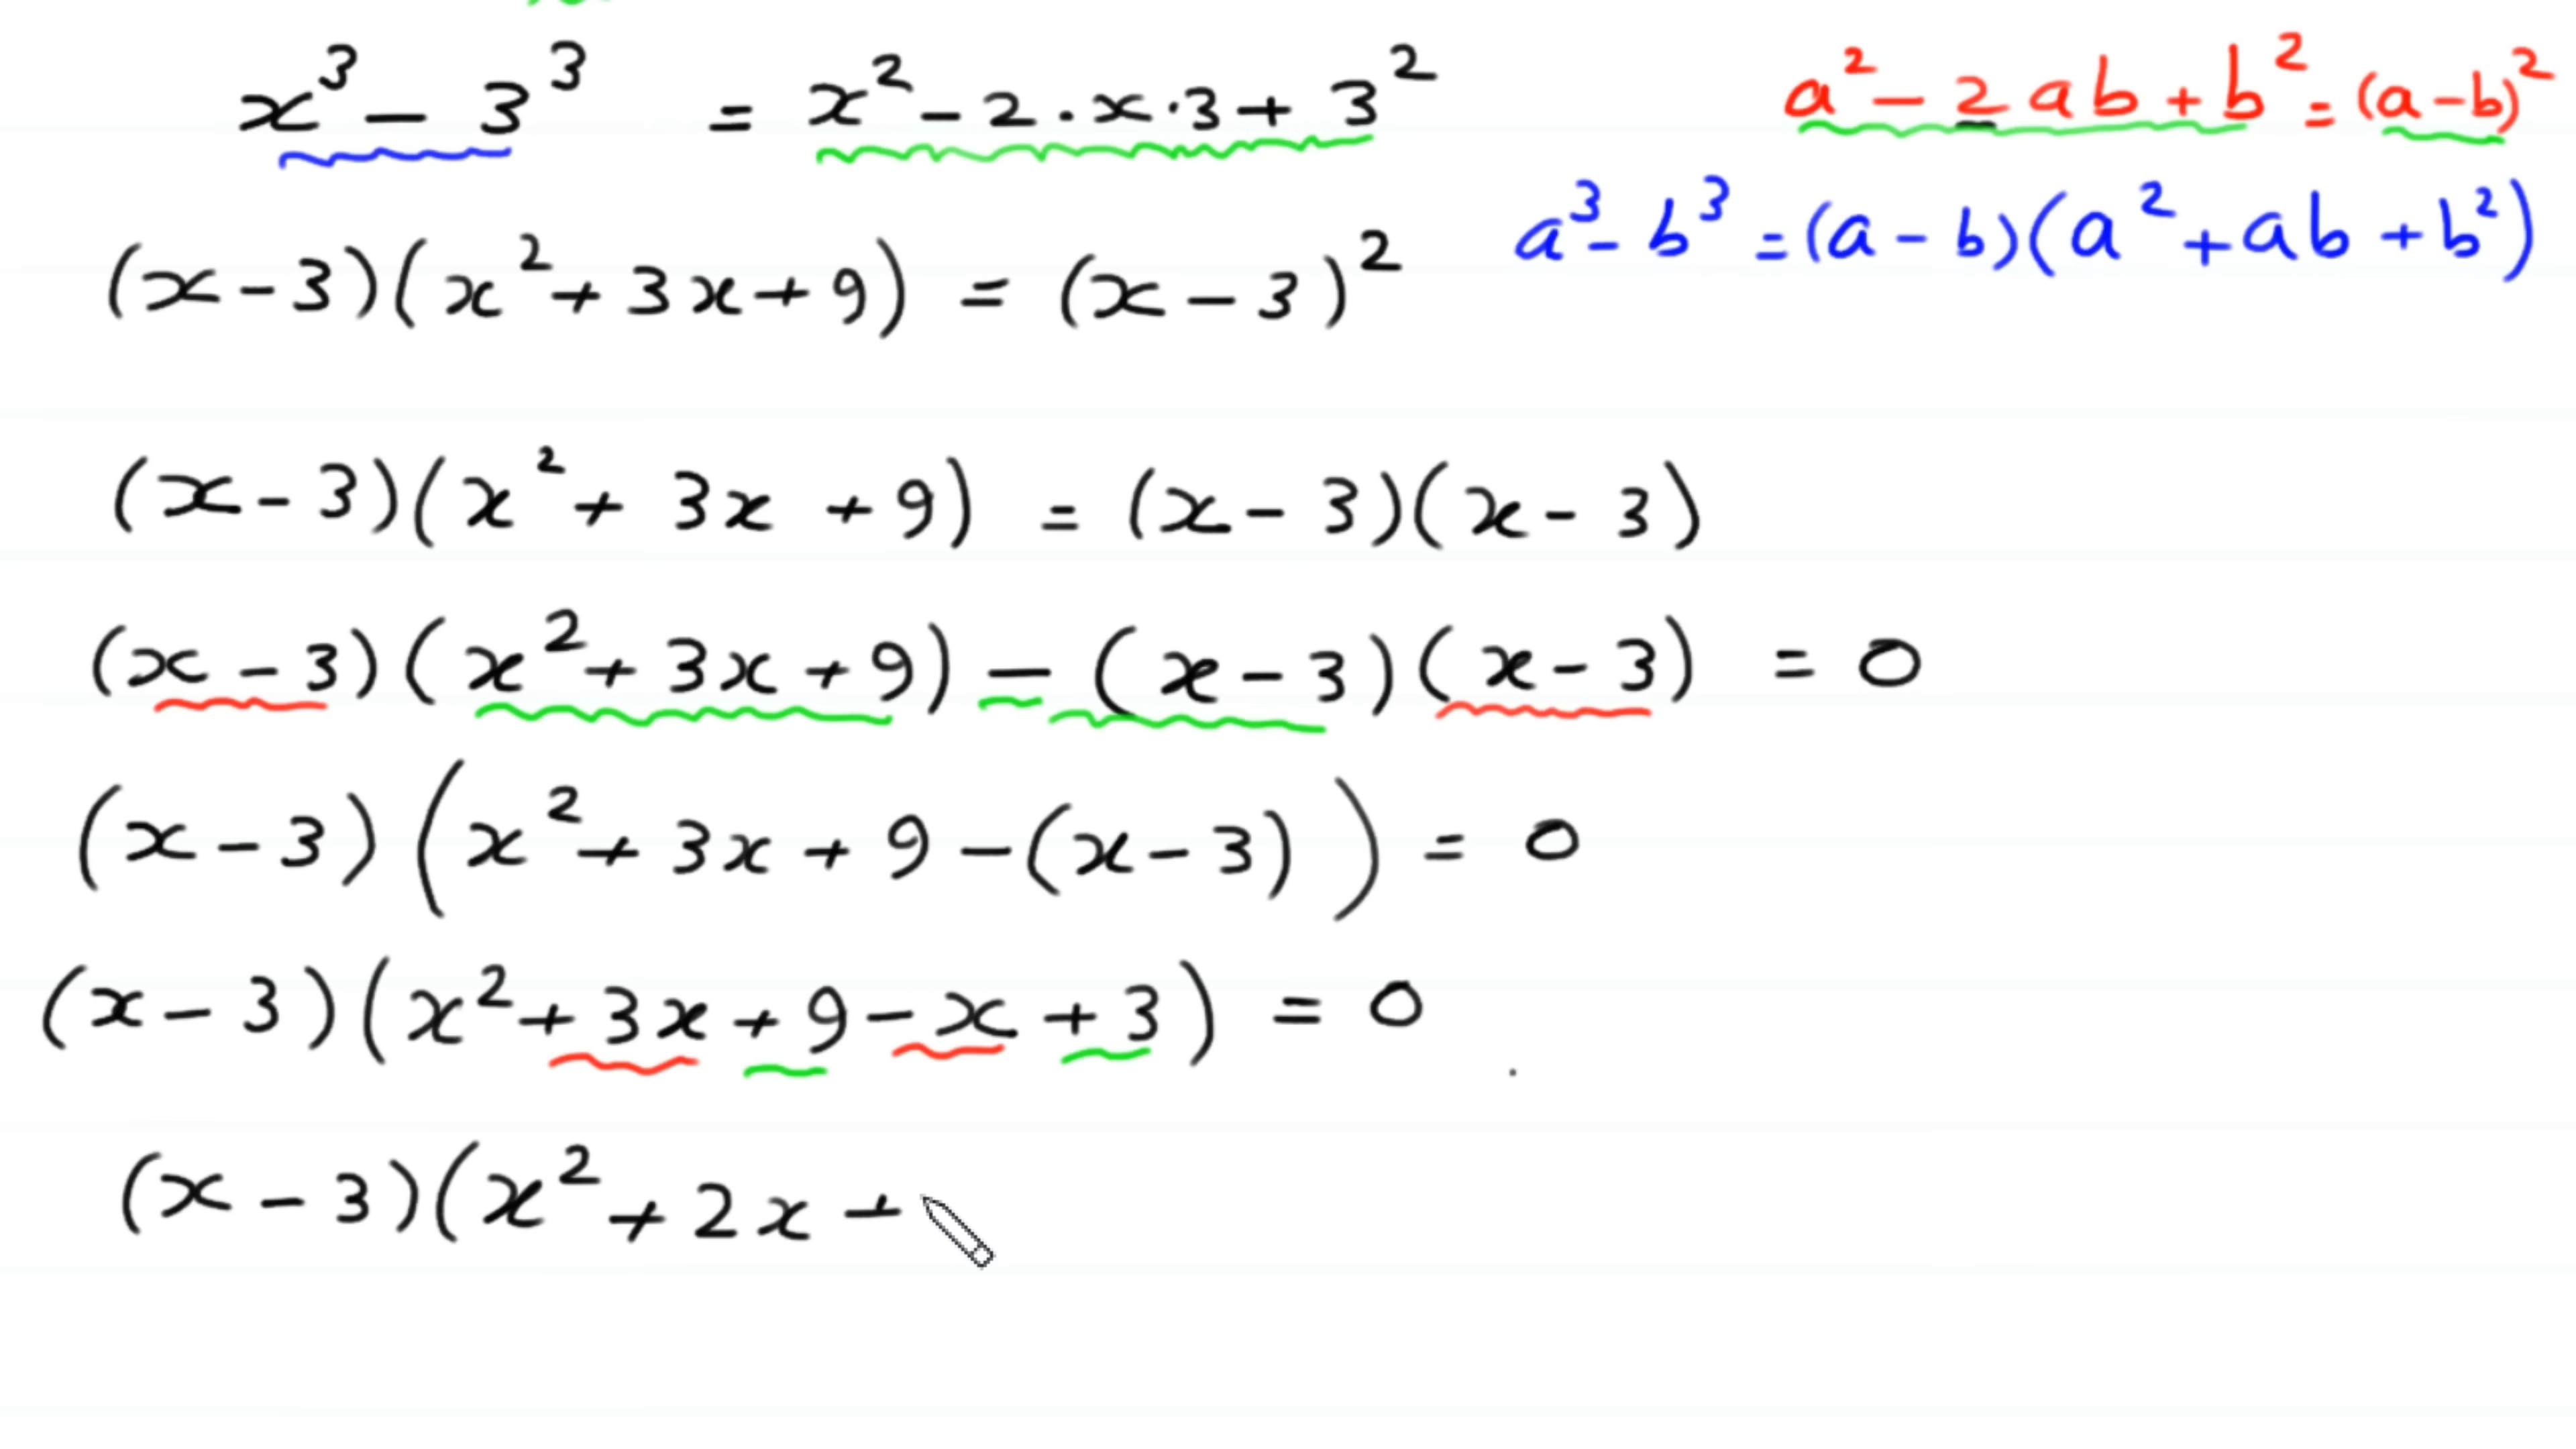 x³ − 3³ = x² − 2 · x · 3 + 3²
a² − 2ab + b² = (a − b)²
a³ − b³ = (a − b)(a² + ab + b²)
(x − 3)(x² + 3x + 9) = (x − 3)²
(x − 3)(x² + 3x + 9) = (x − 3)(x − 3)
(x − 3)(x² + 3x + 9) − (x − 3)(x − 3) = 0
(x − 3)(x² + 3x + 9 − (x − 3)) = 0
(x − 3)(x² + 3x + 9 − x + 3) = 0
(x − 3)(x² + 2x +